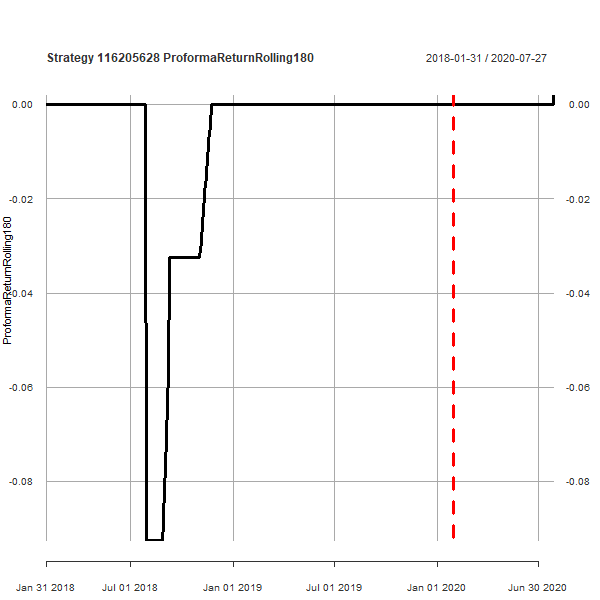 Strategy 116205628 ProformaReturnRolling180
2018-01-31 / 2020-07-27
ProformaReturnRolling180
0.00
-0.02
-0.04
-0.06
-0.08
0.00
-0.02
-0.04
-0.06
-0.08
Jan 31 2018
Jul 01 2018
Jan 01 2019
Jul 01 2019
Jan 01 2020
Jun 30 2020